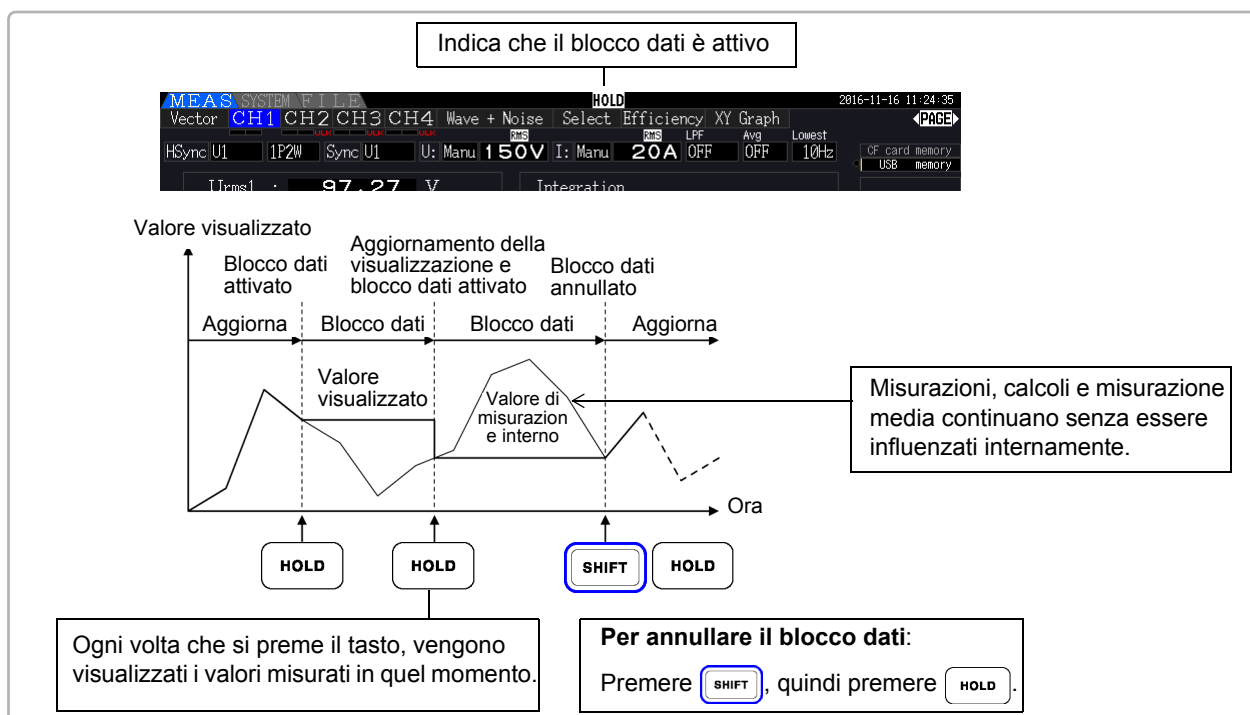 Indica che il blocco dati è attivo
MEAS SYSTEM FILE HOLD 2016-11-16 11:24:35
Vector CH1 CH2 CH3 CH4 Wave + Noise Select Efficiency XY Graph PAGE
RMS RMS LPF Avg Lowest
HSync U1 1P2W Sync U1 U: Manu 150V I: Manu 20A OFF OFF 10Hz CF card memory
USB memory
Urms1 : 97.27 V Integration
Valore visualizzato
Blocco dati
attivato
Aggiornamento della
visualizzazione e
blocco dati attivato
Blocco dati
annullato
Aggiorna Blocco dati Blocco dati Aggiorna
Valore
visualizzato
Valore di
misurazion
e interno
Misurazioni, calcoli e misurazione
media continuano senza essere
influenzati internamente.
Ora
HOLD HOLD SHIFT HOLD
Ogni volta che si preme il tasto, vengono
visualizzati i valori misurati in quel momento.
Per annullare il blocco dati:
Premere SHIFT, quindi premere HOLD.